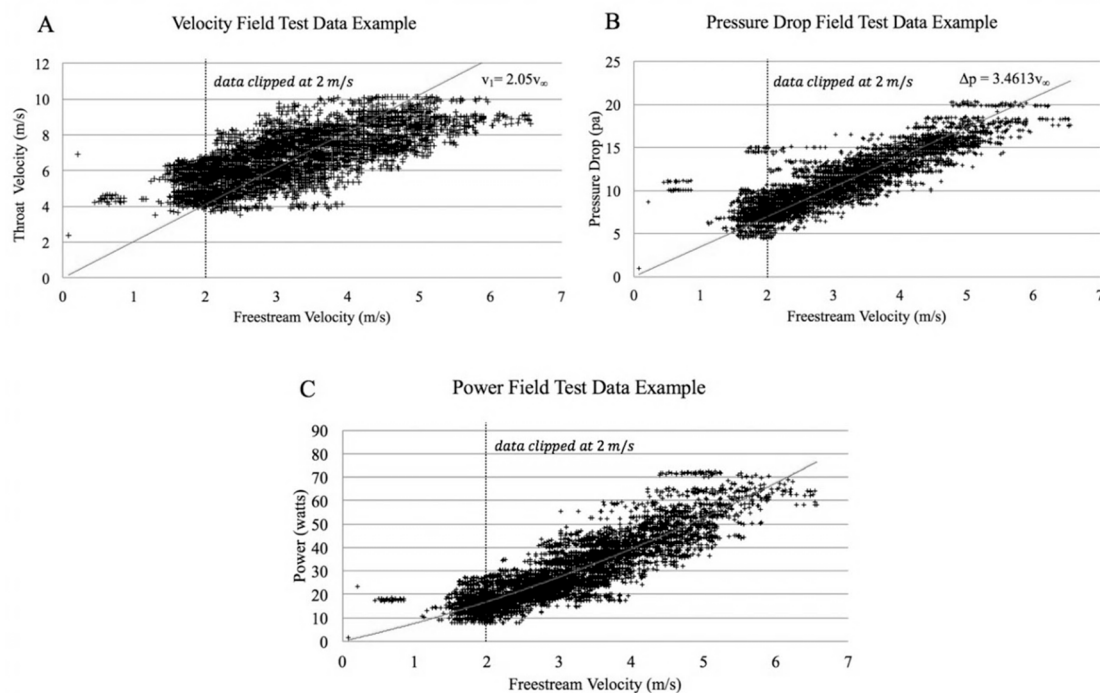 A
Velocity Field Test Data Example
12
10
8
6
4
2
0
0 1 2 3 4 5 6 7
Throat Velocity (m/s)
Freestream Velocity (m/s)
data clipped at 2 m/s
v₁= 2.05v∞
B
Pressure Drop Field Test Data Example
25
20
15
10
5
0
0 1 2 3 4 5 6 7
Pressure Drop (pa)
Freestream Velocity (m/s)
data clipped at 2 m/s
Δp = 3.4613v∞
C
Power Field Test Data Example
90
80
70
60
50
40
30
20
10
0
0 1 2 3 4 5 6 7
Power (watts)
Freestream Velocity (m/s)
data clipped at 2 m/s